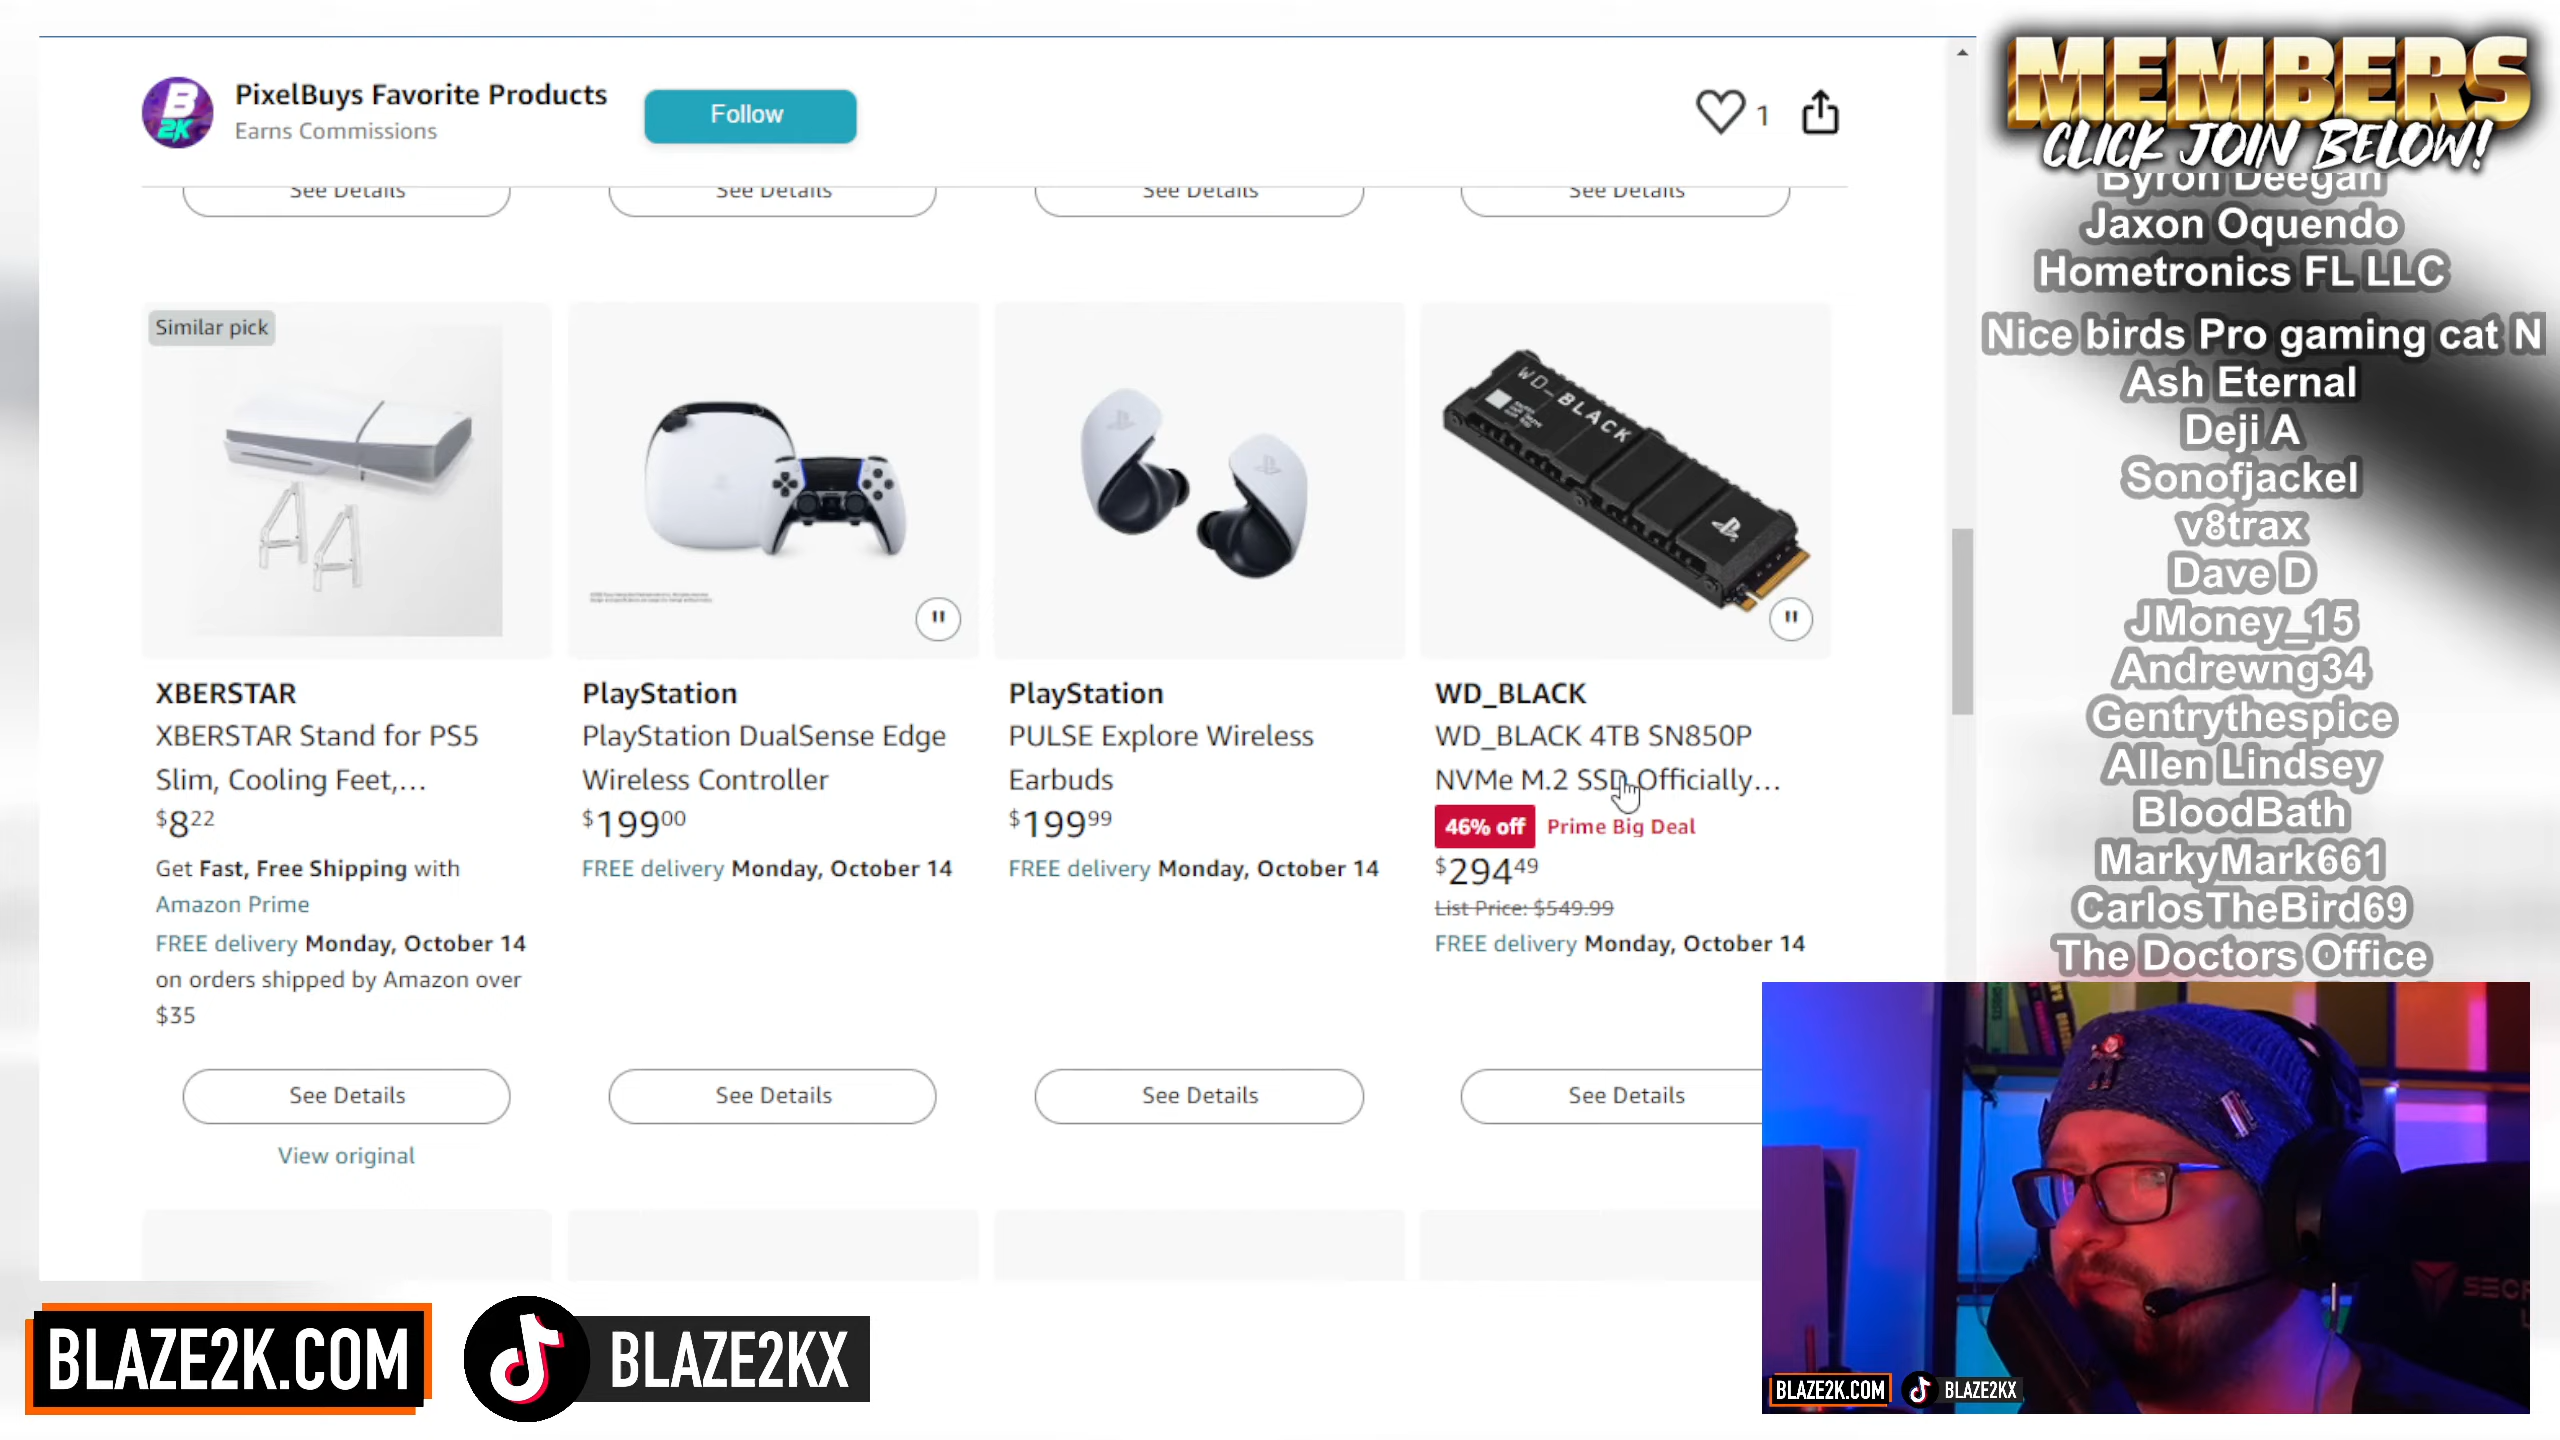 PixelBuys Favorite Products
Earns Commissions
Follow
1
See Details
See Details
See Details
See Details
Similar pick
WD_BLACK
XBERSTAR
XBERSTAR Stand for PS5
Slim, Cooling Feet,...
$8.22
Get Fast, Free Shipping with
Amazon Prime
FREE delivery Monday, October 14
on orders shipped by Amazon over
$35
See Details
View original
PlayStation
PlayStation DualSense Edge
Wireless Controller
$199.00
FREE delivery Monday, October 14
See Details
PlayStation
PULSE Explore Wireless
Earbuds
$199.99
FREE delivery Monday, October 14
See Details
WD_BLACK
WD_BLACK 4TB SN850P
NVMe M.2 SSD Officially...
46% off Prime Big Deal
$294.49
List Price: $549.99
FREE delivery Monday, October 14
See Details
MEMBERS
CLICK JOIN BELOW!
Byron Deegan
Jaxon Oquendo
Hometronics FL LLC
Nice birds Pro gaming cat N
Ash Eternal
Deji A
Sonofjackel
v8trax
Dave D
JMoney_15
Andrewng34
Gentrythespice
Allen Lindsey
BloodBath
MarkyMark661
CarlosTheBird69
The Doctors Office
BLAZE2K.COM
BLAZE2KX
BLAZE2K.COM
BLAZE2KX